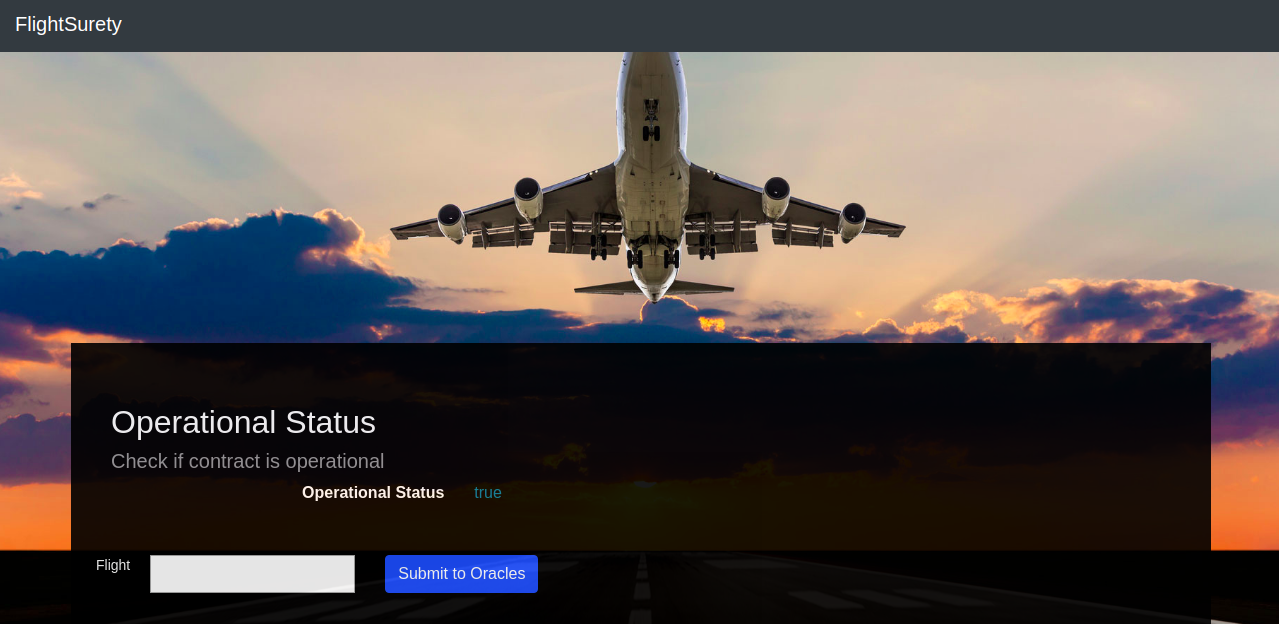 FlightSurety
Operational Status
Check if contract is operational
Operational Status true
Flight Submit to Oracles